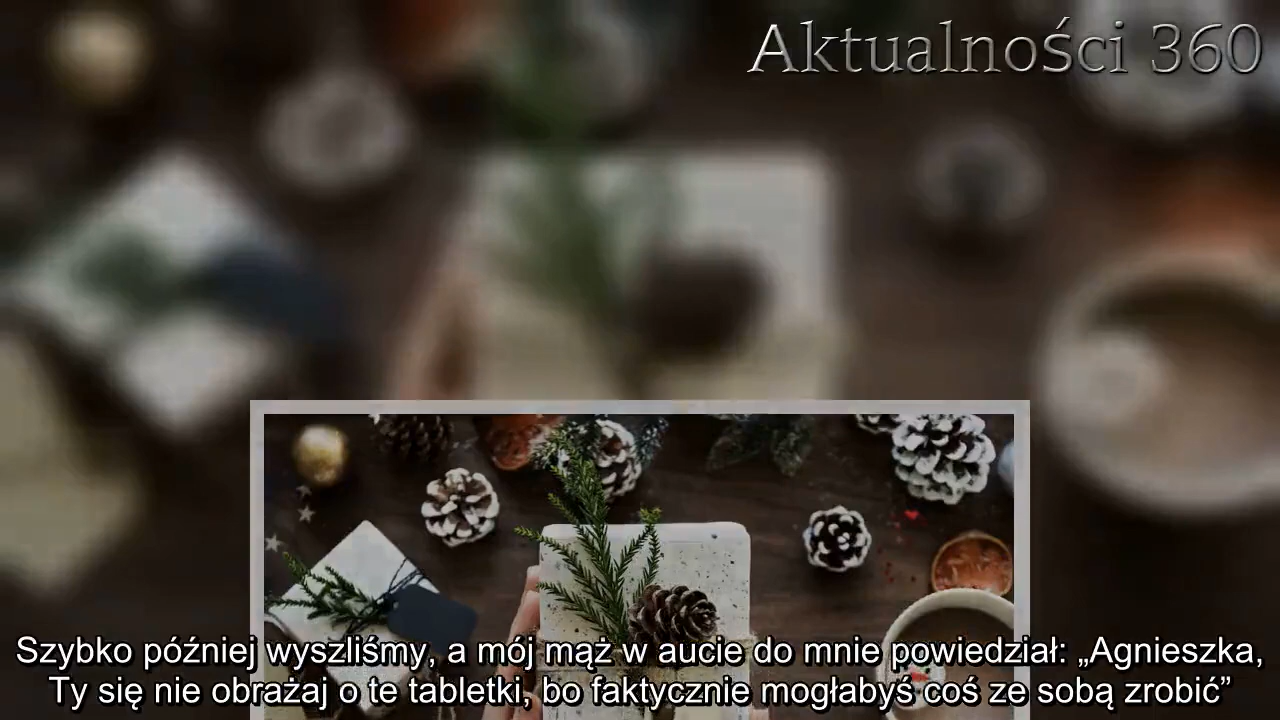 Aktualności 360
Szybko później wyszliśmy, a mój mąż w aucie do mnie powiedział: „Agnieszka,
Ty się nie obrażaj o te tabletki, bo faktycznie mogłabyś coś ze sobą zrobić”